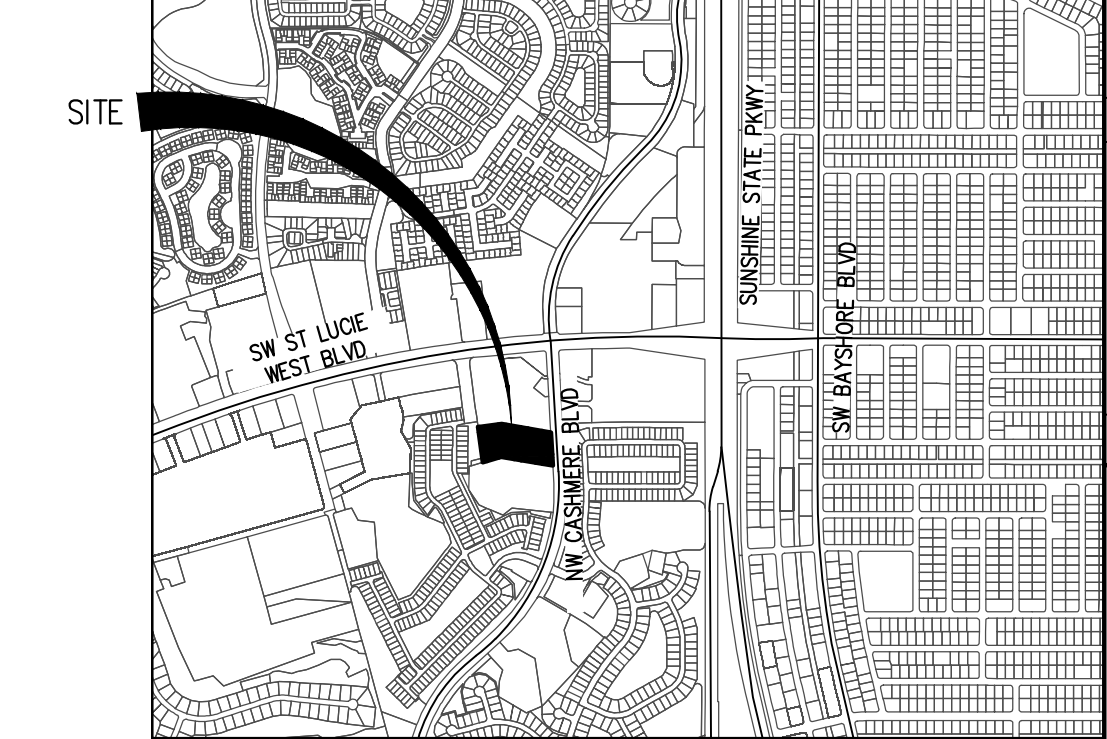 SITE
SUNSHINE STATE PKWY
SW BAYSHORE BLVD
SW ST LUCIE
WEST BLVD
NW CASHMERE BLVD